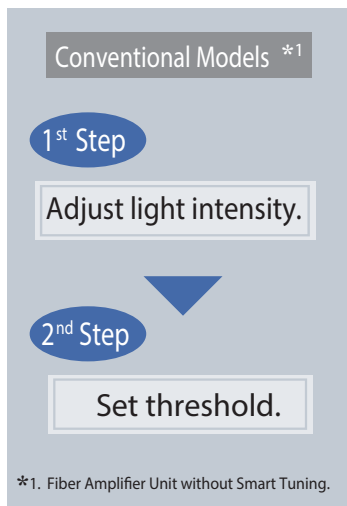 Conventional Models *1
1st Step
Adjust light intensity.
2nd Step
Set threshold.
*1. Fiber Amplifier Unit without Smart Tuning.